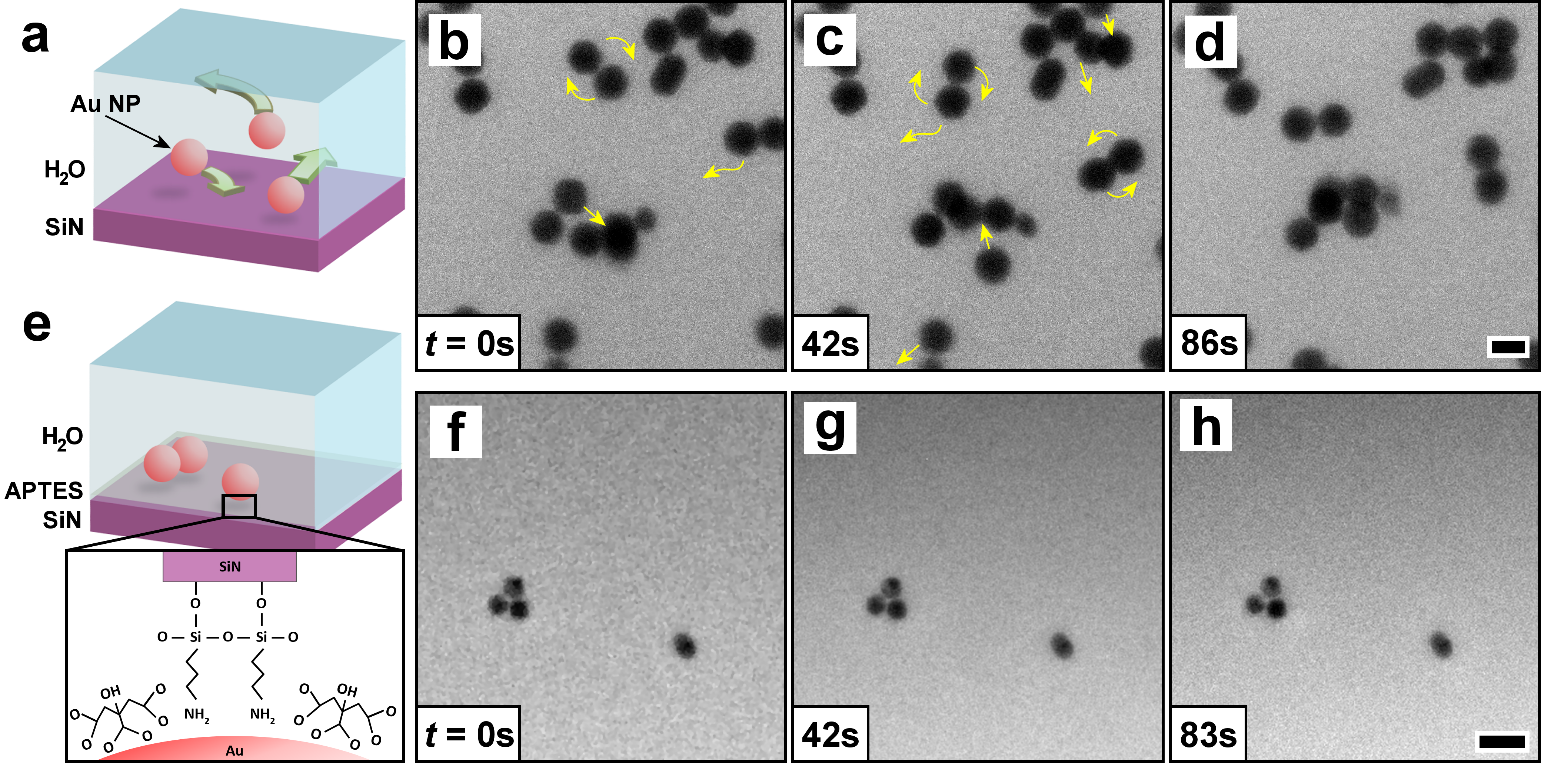 a
Au NP
H₂O
SiN
b
t = 0s
c
42s
d
86s
e
H₂O
APTES
SiN
SiN
O O
O Si O Si O
NH₂ NH₂
OH O O OH
O O O O
O O O O
Au
f
t = 0s
g
42s
h
83s